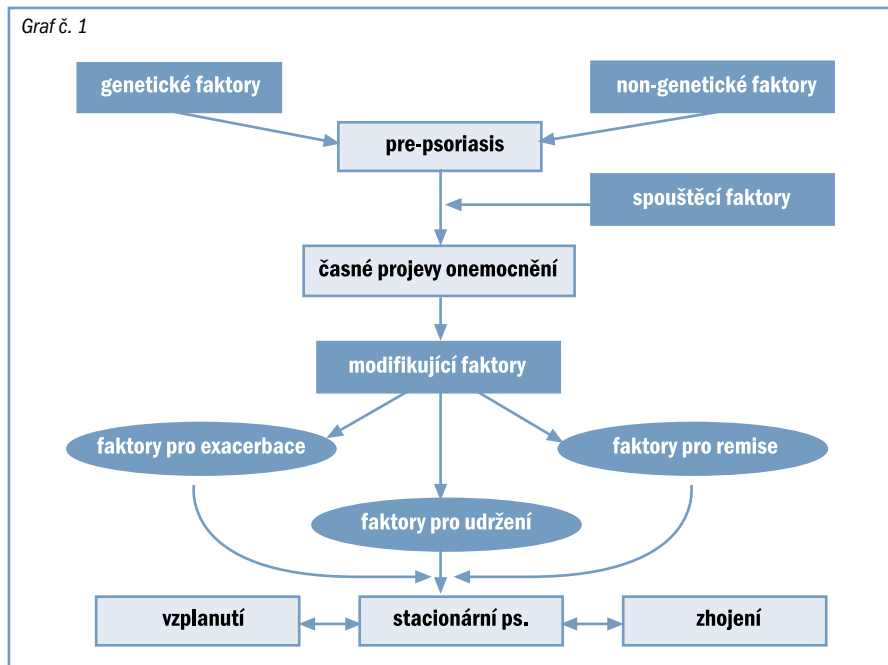 Graf č. 1
genetické faktory
non-genetické faktory
pre-psoriasis
spouštěcí faktory
časné projevy onemocnění
modifikující faktory
faktory pro exacerbace
faktory pro remise
faktory pro udržení
vzplanutí
stacionární ps.
zhojení